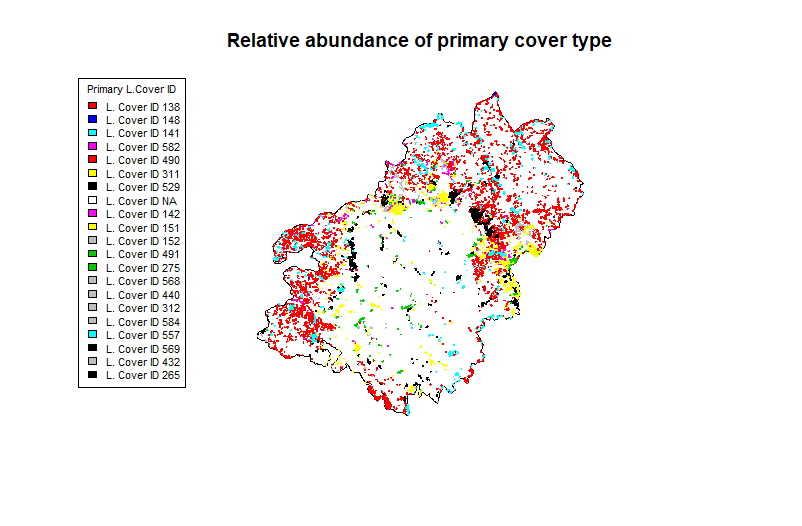 Relative abundance of primary cover type
Primary L.Cover ID
L. Cover ID 138
L. Cover ID 148
L. Cover ID 141
L. Cover ID 582
L. Cover ID 490
L. Cover ID 311
L. Cover ID 529
L. Cover ID NA
L. Cover ID 142
L. Cover ID 151
L. Cover ID 152
L. Cover ID 491
L. Cover ID 275
L. Cover ID 568
L. Cover ID 440
L. Cover ID 312
L. Cover ID 584
L. Cover ID 557
L. Cover ID 569
L. Cover ID 432
L. Cover ID 265